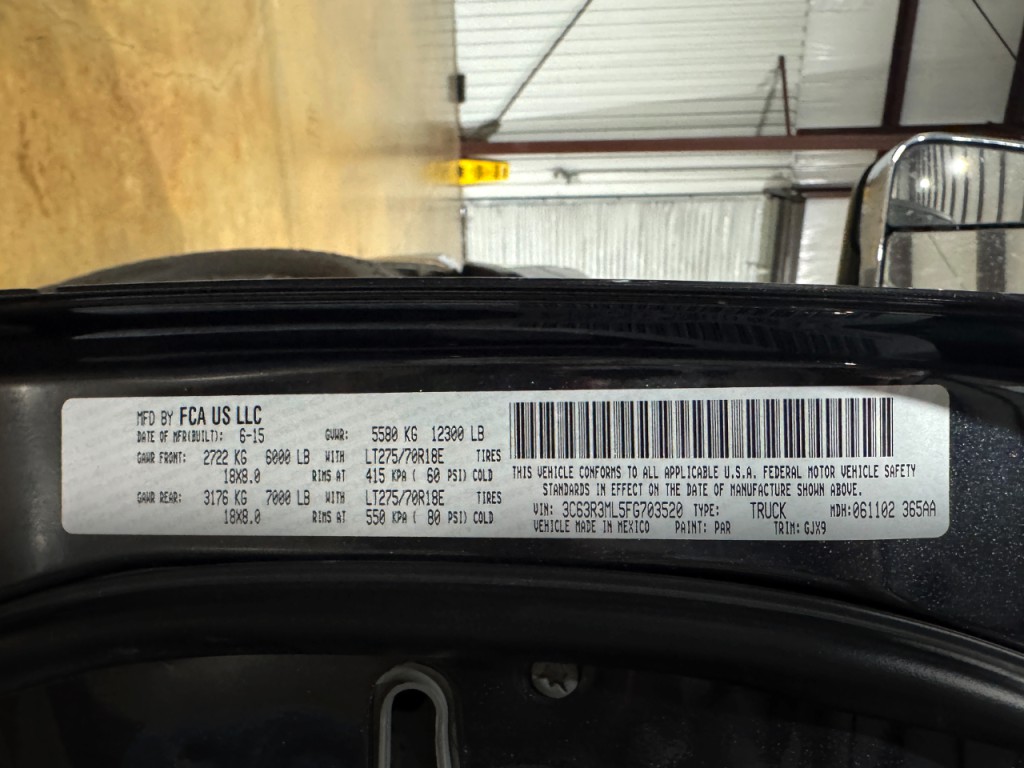 MFD BY FCA US LLC
DATE OF MFR(BUILT): 6-15 GVWR: 5580 KG 12300 LB
GAWR FRONT: 2722 KG 6000 LB WITH LT275/70R18E TIRES
18X8.0 RIMS AT 415 KPA ( 60 PSI) COLD
GAWR REAR: 3176 KG 7000 LB WITH LT275/70R18E TIRES
18X8.0 RIMS AT 550 KPA ( 80 PSI) COLD
THIS VEHICLE CONFORMS TO ALL APPLICABLE U.S.A. FEDERAL MOTOR VEHICLE SAFETY
STANDARDS IN EFFECT ON THE DATE OF MANUFACTURE SHOWN ABOVE.
VIN: 3C63R3ML5FG703520 TYPE: TRUCK MDH:061102 365AA
VEHICLE MADE IN MEXICO PAINT: PAR TRIM: GJX9